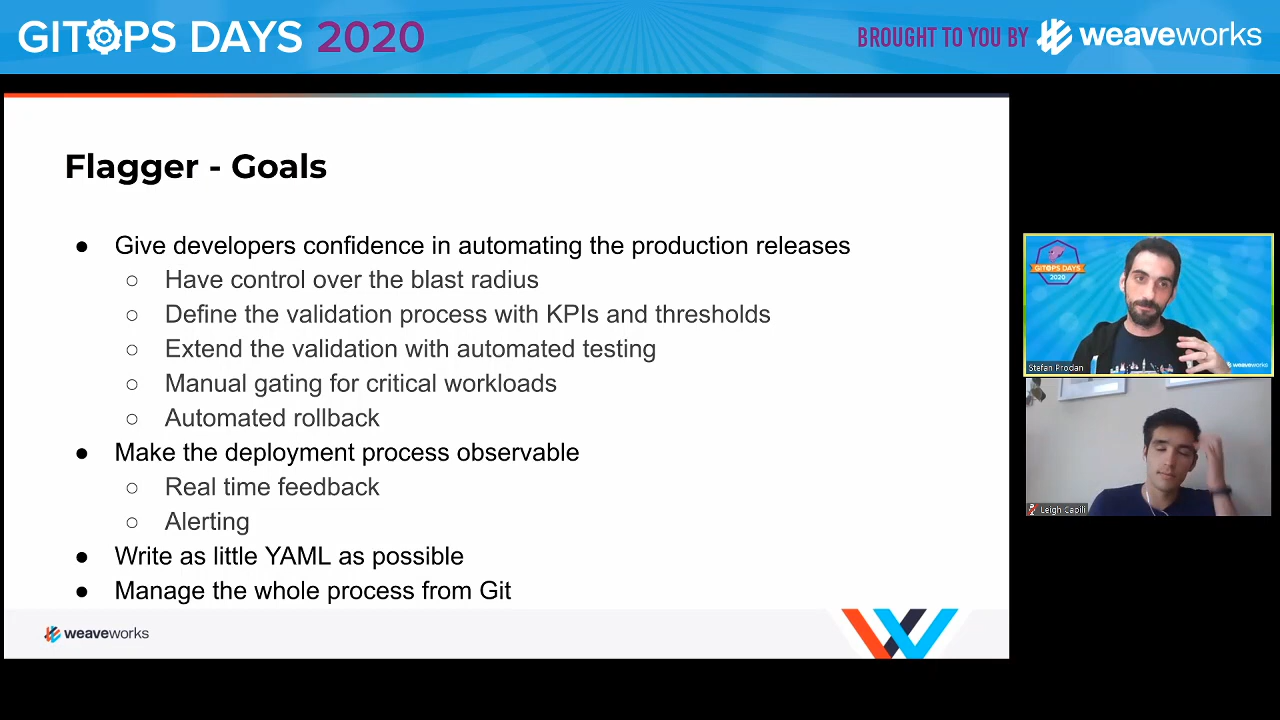 GITOPS DAYS 2020
BROUGHT TO YOU BY weaveworks
Flagger - Goals
● Give developers confidence in automating the production releases
○ Have control over the blast radius
○ Define the validation process with KPIs and thresholds
○ Extend the validation with automated testing
○ Manual gating for critical workloads
○ Automated rollback
● Make the deployment process observable
○ Real time feedback
○ Alerting
● Write as little YAML as possible
● Manage the whole process from Git
weaveworks
GITOPS DAYS
2020
Stefan Prodan
weaveworks
Leigh Capili